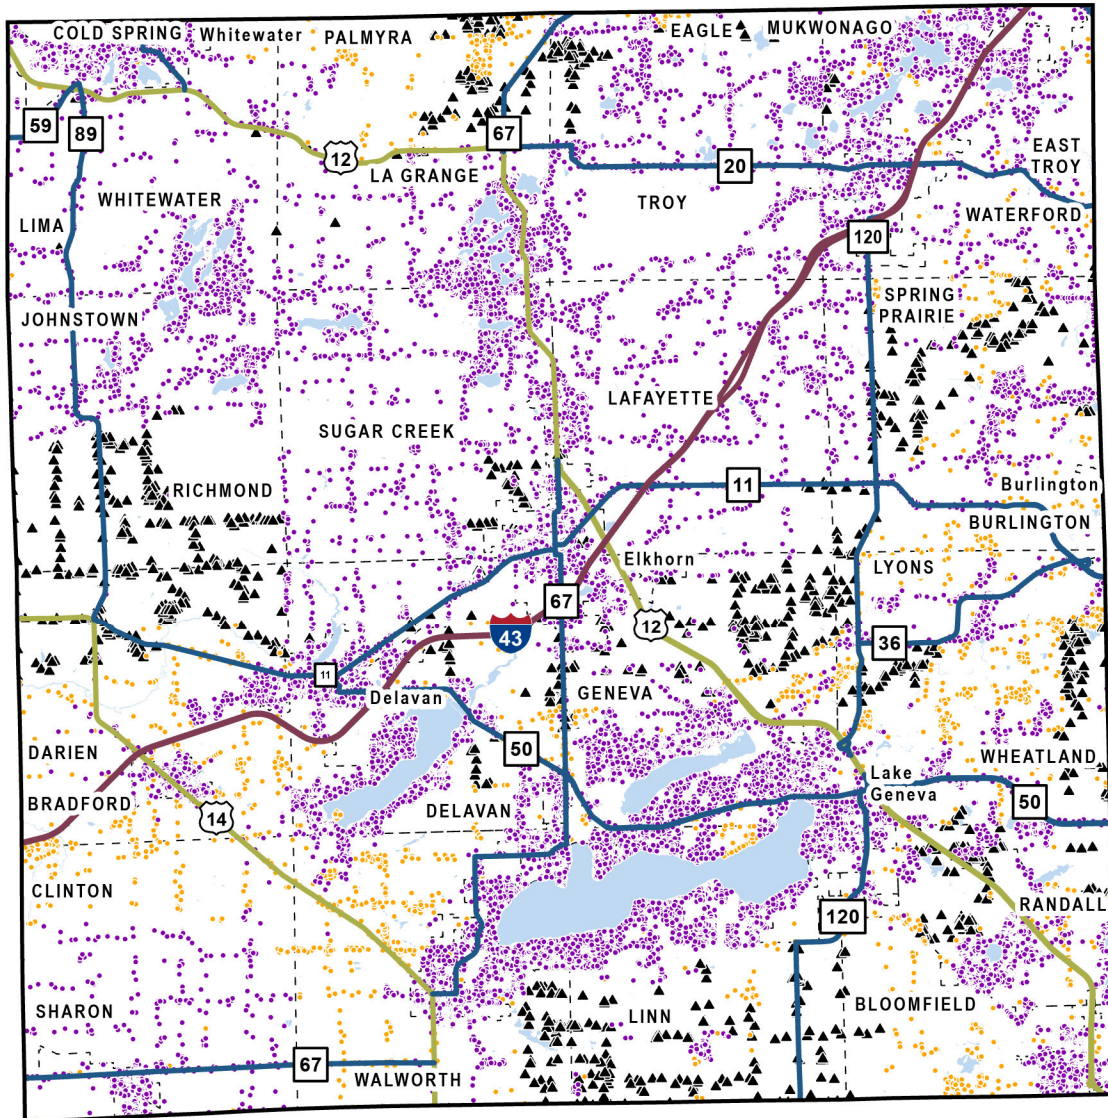 COLD SPRING
Whitewater
PALMYRA
EAGLE
MUKWONAGO
59
89
67
12
20
EAST
TROY
LA GRANGE
WHITEWATER
TROY
LIMA
WATERFORD
120
JOHNSTOWN
SPRING
PRAIRIE
LAFAYETTE
SUGAR CREEK
RICHMOND
11
Burlington
BURLINGTON
Elkhorn
LYONS
67
12
43
36
11
Delavan
GENEVA
50
DARIEN
WHEATLAND
BRADFORD
14
DELAVAN
Lake
Geneva
50
CLINTON
120
RANDALL
SHARON
LINN
BLOOMFIELD
67
WALWORTH